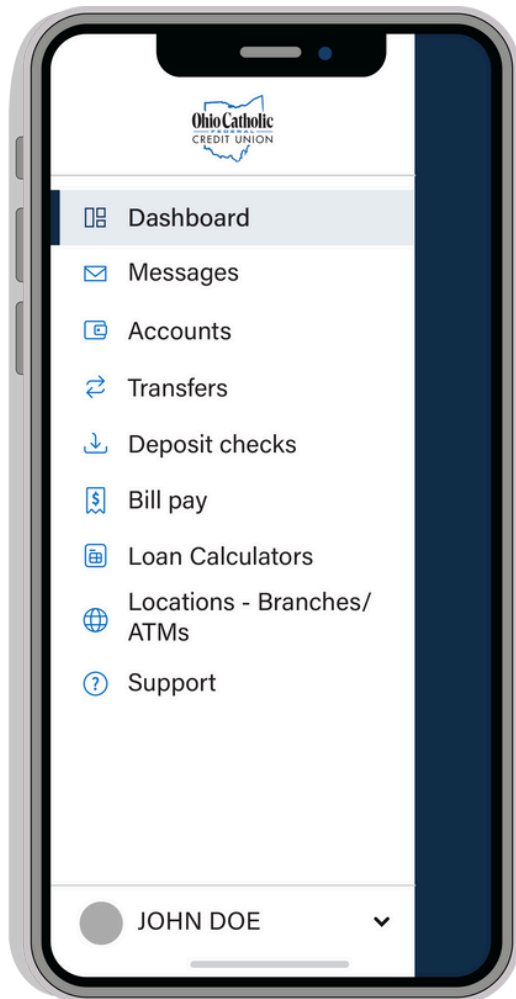 Ohio Catholic
FEDERAL
CREDIT UNION
Dashboard
Messages
Accounts
Transfers
Deposit checks
Bill pay
Loan Calculators
Locations - Branches/
ATMs
Support
JOHN DOE